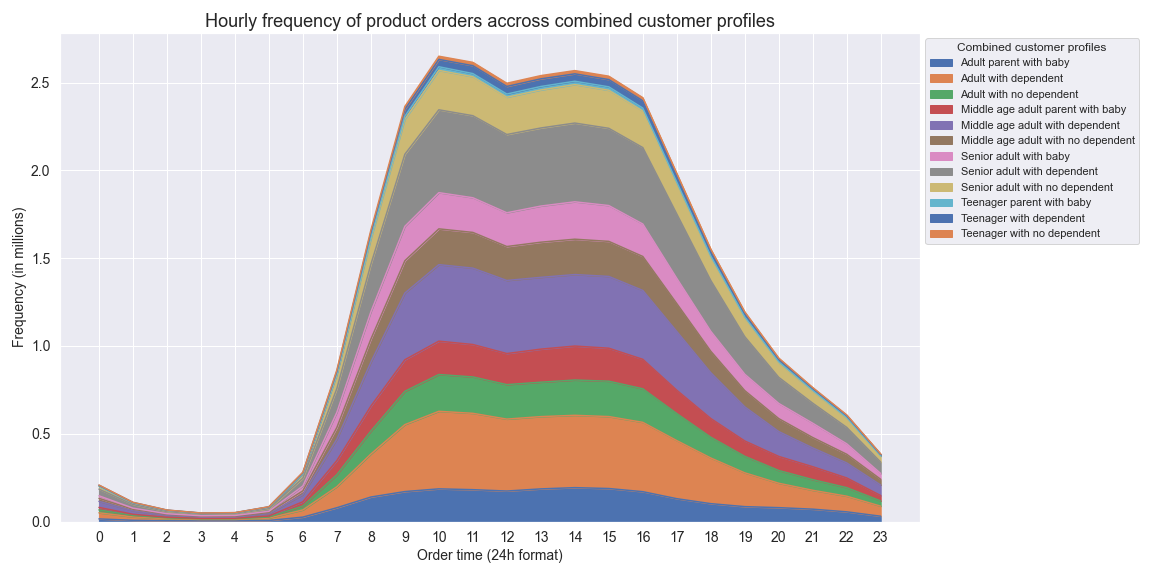 Hourly frequency of product orders accross combined customer profiles
Frequency (in millions)
2.5
2.0
1.5
1.0
0.5
0.0
0 1 2 3 4 5 6 7 8 9 10 11 12 13 14 15 16 17 18 19 20 21 22 23
Order time (24h format)
Combined customer profiles
Adult parent with baby
Adult with dependent
Adult with no dependent
Middle age adult parent with baby
Middle age adult with dependent
Middle age adult with no dependent
Senior adult with baby
Senior adult with dependent
Senior adult with no dependent
Teenager parent with baby
Teenager with dependent
Teenager with no dependent